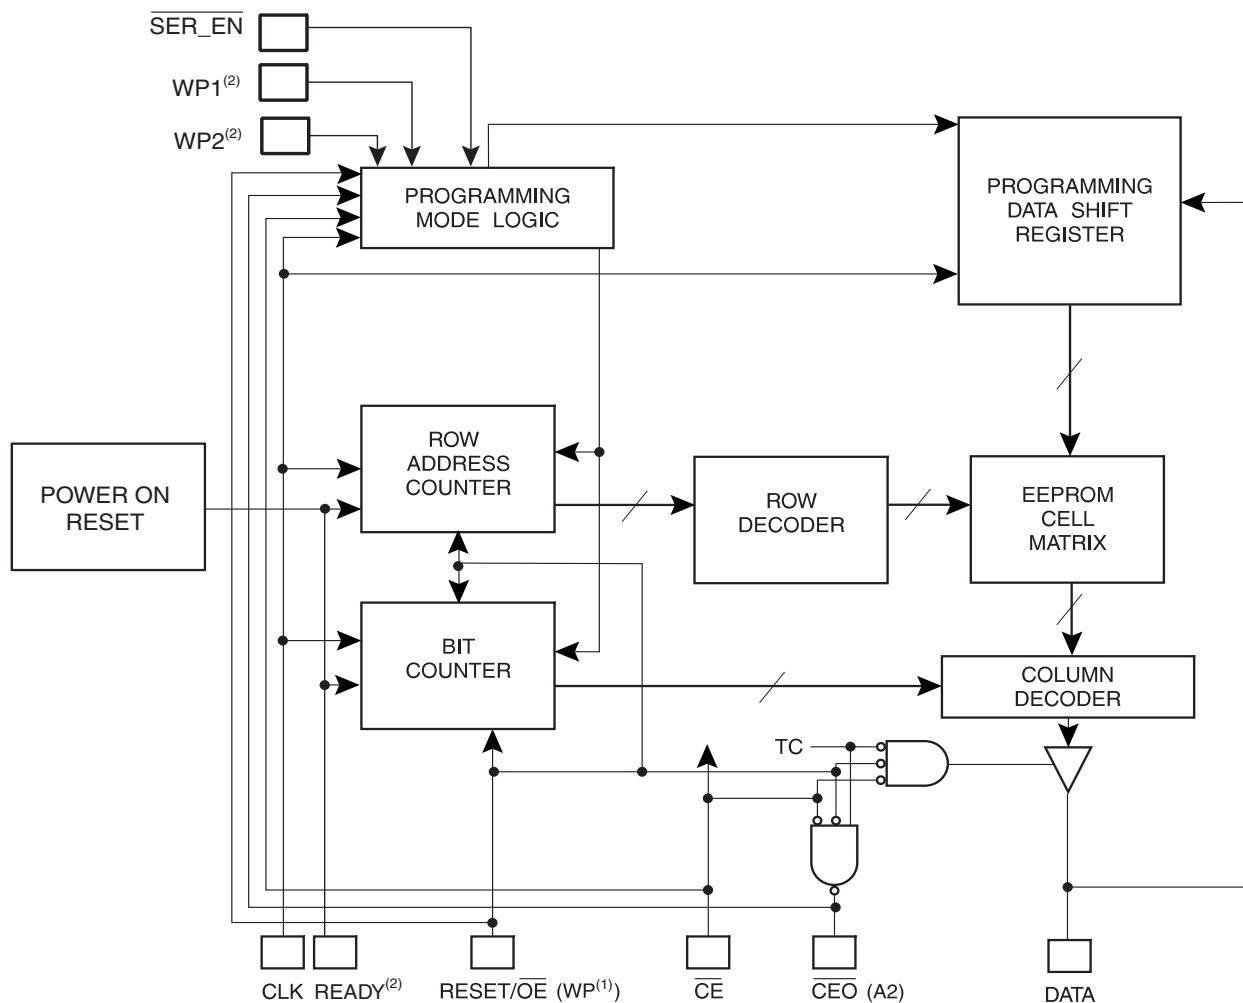 SER_EN
WP1(2)
WP2(2)
PROGRAMMING
MODE LOGIC
PROGRAMMING
DATA SHIFT
REGISTER
POWER ON
RESET
ROW
ADDRESS
COUNTER
ROW
DECODER
EEPROM
CELL
MATRIX
BIT
COUNTER
COLUMN
DECODER
TC
CLK
READY(2)
RESET/OE (WP(1))
CE
CEO (A2)
DATA